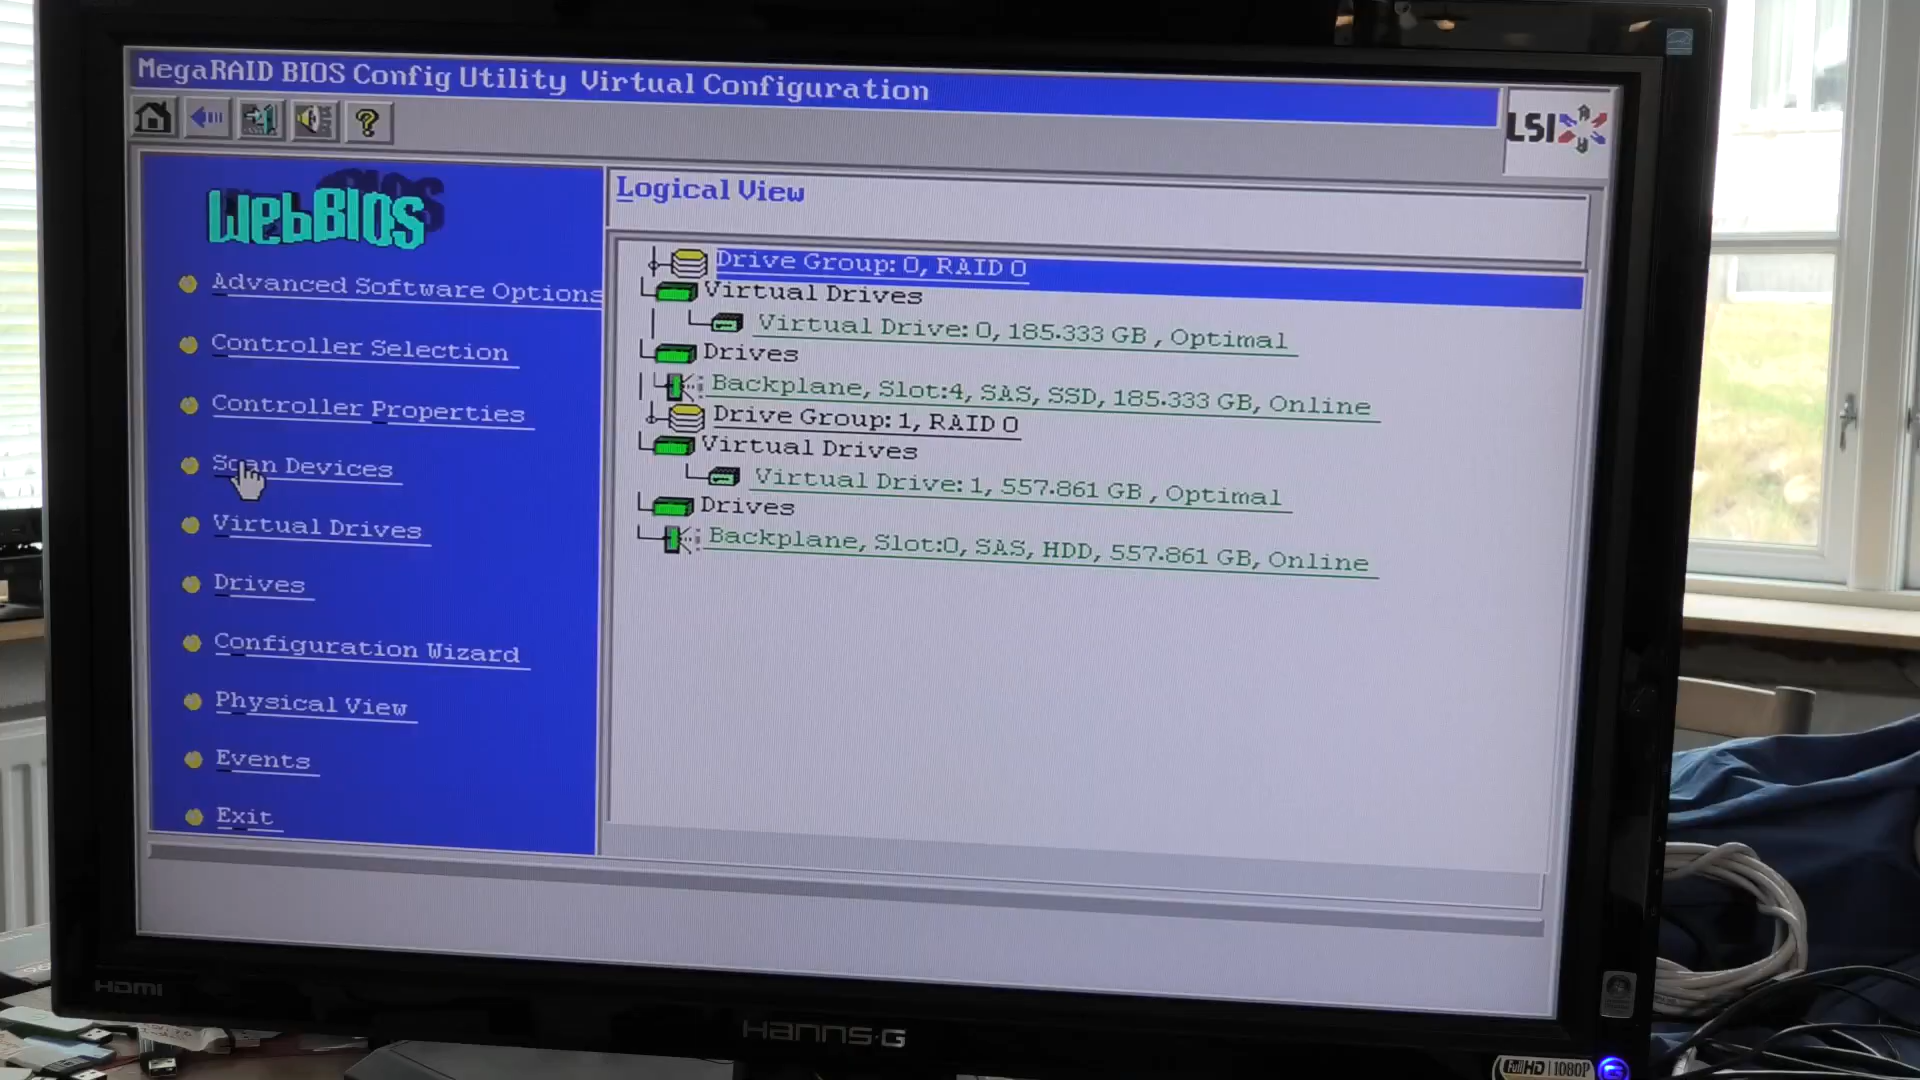 MegaRAID BIOS Config Utility Virtual Configuration
LSI
WebBIOS
Advanced Software Options
Controller Selection
Controller Properties
Scan Devices
Virtual Drives
Drives
Configuration Wizard
Physical View
Events
Exit
Logical View
Drive Group: 0, RAID 0
Virtual Drives
Virtual Drive: 0, 185.333 GB , Optimal
Drives
Backplane, Slot:4, SAS, SSD, 185.333 GB, Online
Drive Group: 1, RAID 0
Virtual Drives
Virtual Drive: 1, 557.861 GB , Optimal
Drives
Backplane, Slot:0, SAS, HDD, 557.861 GB, Online
HDMI
HANNS·G
Full HD 1080P